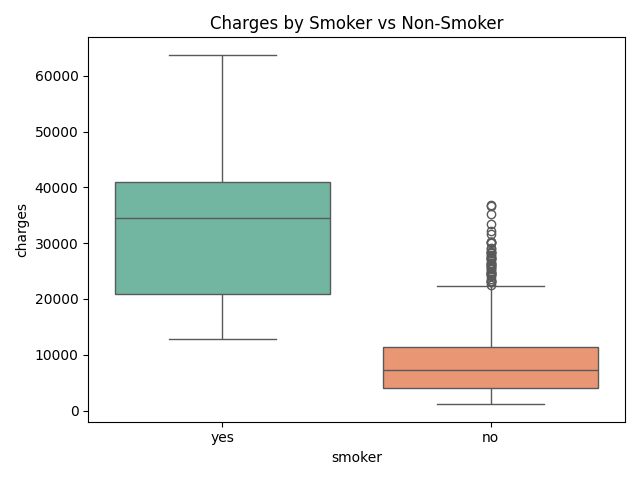 Charges by Smoker vs Non-Smoker
60000
50000
40000
30000
20000
10000
0
charges
yes
no
smoker